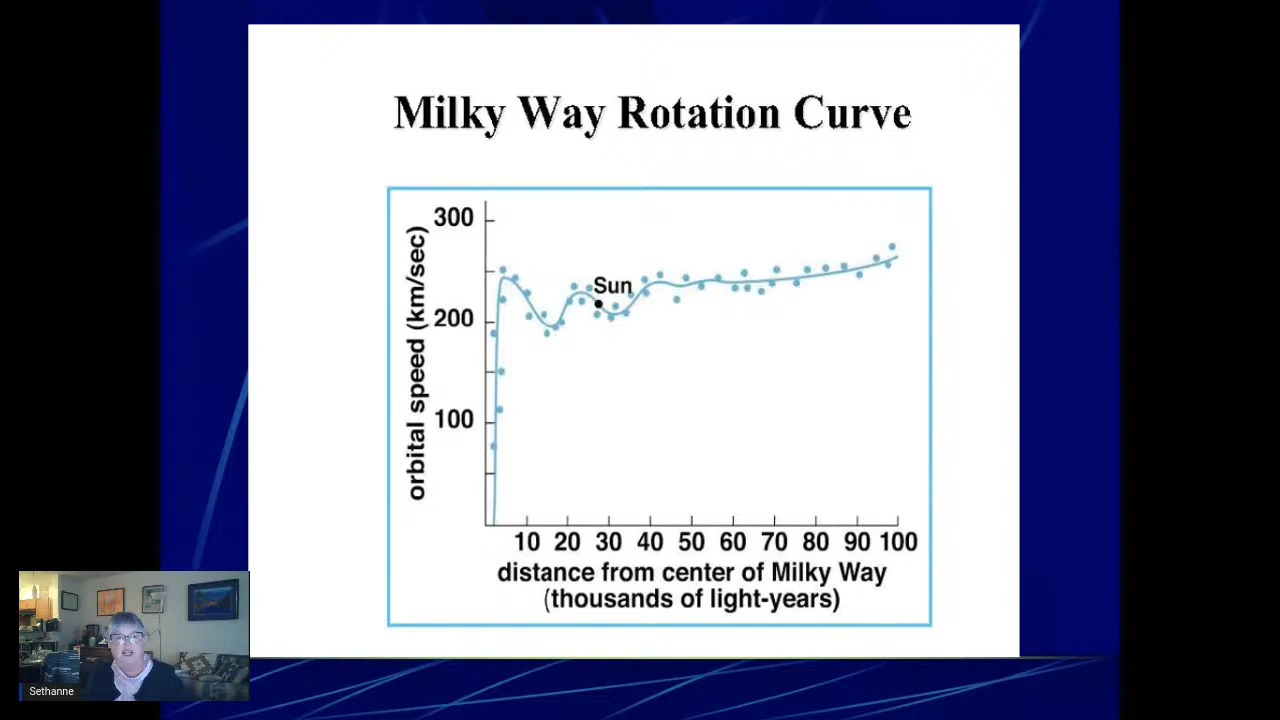 Milky Way Rotation Curve
300
200
100
orbital speed (km/sec)
Sun
10 20 30 40 50 60 70 80 90 100
distance from center of Milky Way
(thousands of light-years)
Sethanne